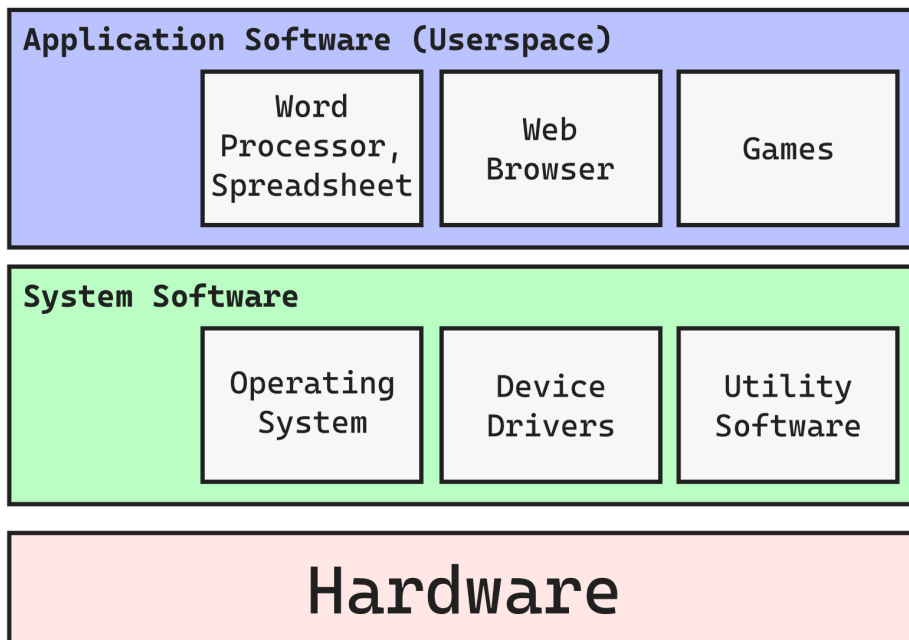 Application Software (Userspace)
Word
Processor,
Spreadsheet
Web
Browser
Games
System Software
Operating
System
Device
Drivers
Utility
Software
Hardware